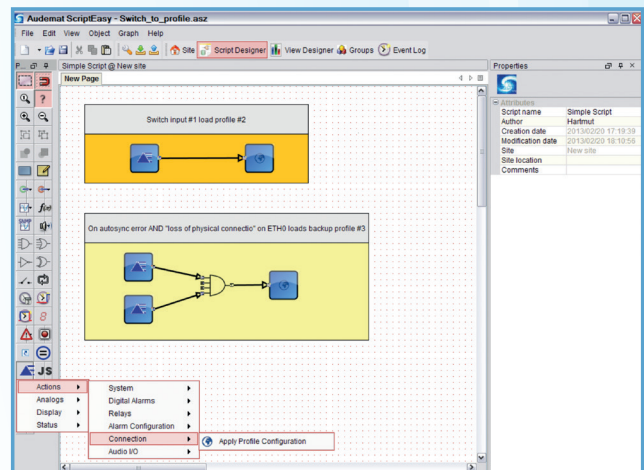 Audemat ScriptEasy - Switch_to_profile.asz
File Edit View Object Graph Help
Site Script Designer View Designer Groups Event Log
P...
Simple Script @ New site
New Page
Switch input #1 load profile #2
On autosync error AND "loss of physical connectio" on ETH0 loads backup profile #3
f(x)
8
JS
Actions
Analogs
Display
Status
System
Digital Alarms
Relays
Alarm Configuration
Connection
Audio I/O
Apply Profile Configuration
Properties
Attributes
Script name Simple Script
Author Hartmut
Creation date 2013/02/20 17:19:39
Modification date 2013/02/20 18:10:56
Site New site
Site location
Comments